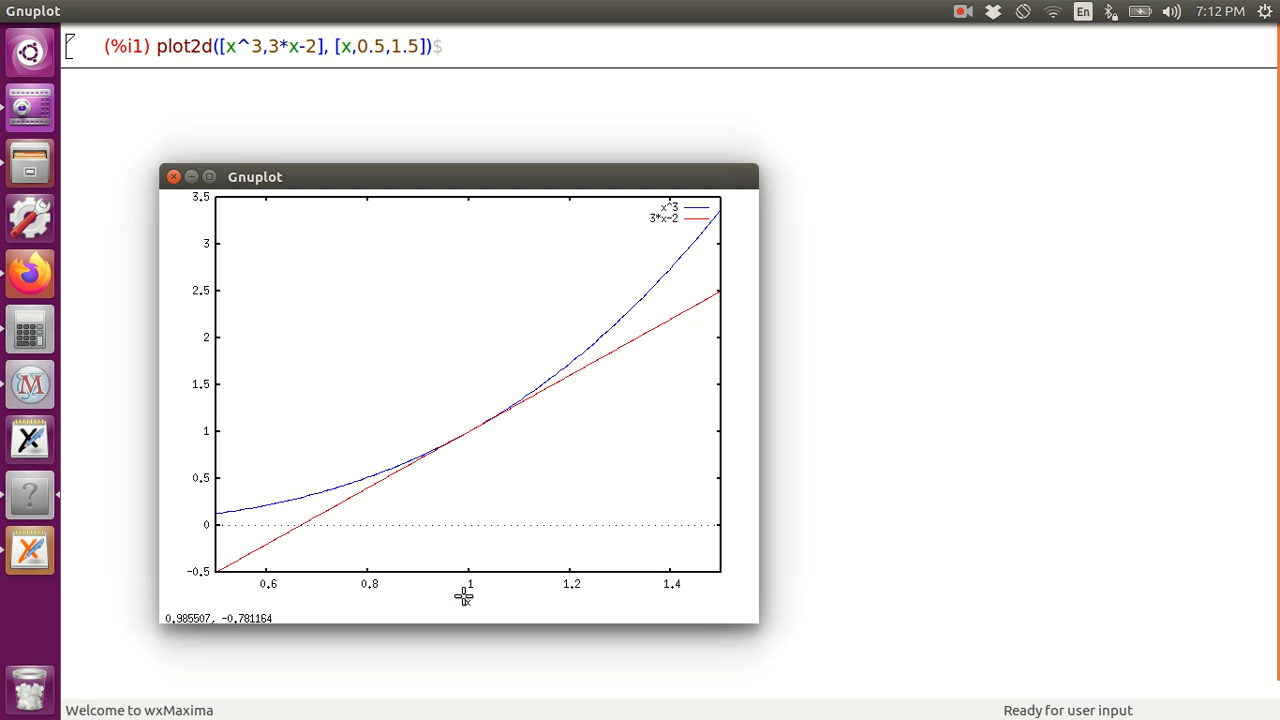 Gnuplot
En
7:12 PM
(%i1) plot2d([x^3,3*x-2], [x,0.5,1.5])$
Gnuplot
x^3
3*x-2
3.5
3
2.5
2
1.5
1
0.5
0
-0.5
0.6 0.8 1 1.2 1.4
x
0.985507, -0.781164
Welcome to wxMaxima
Ready for user input